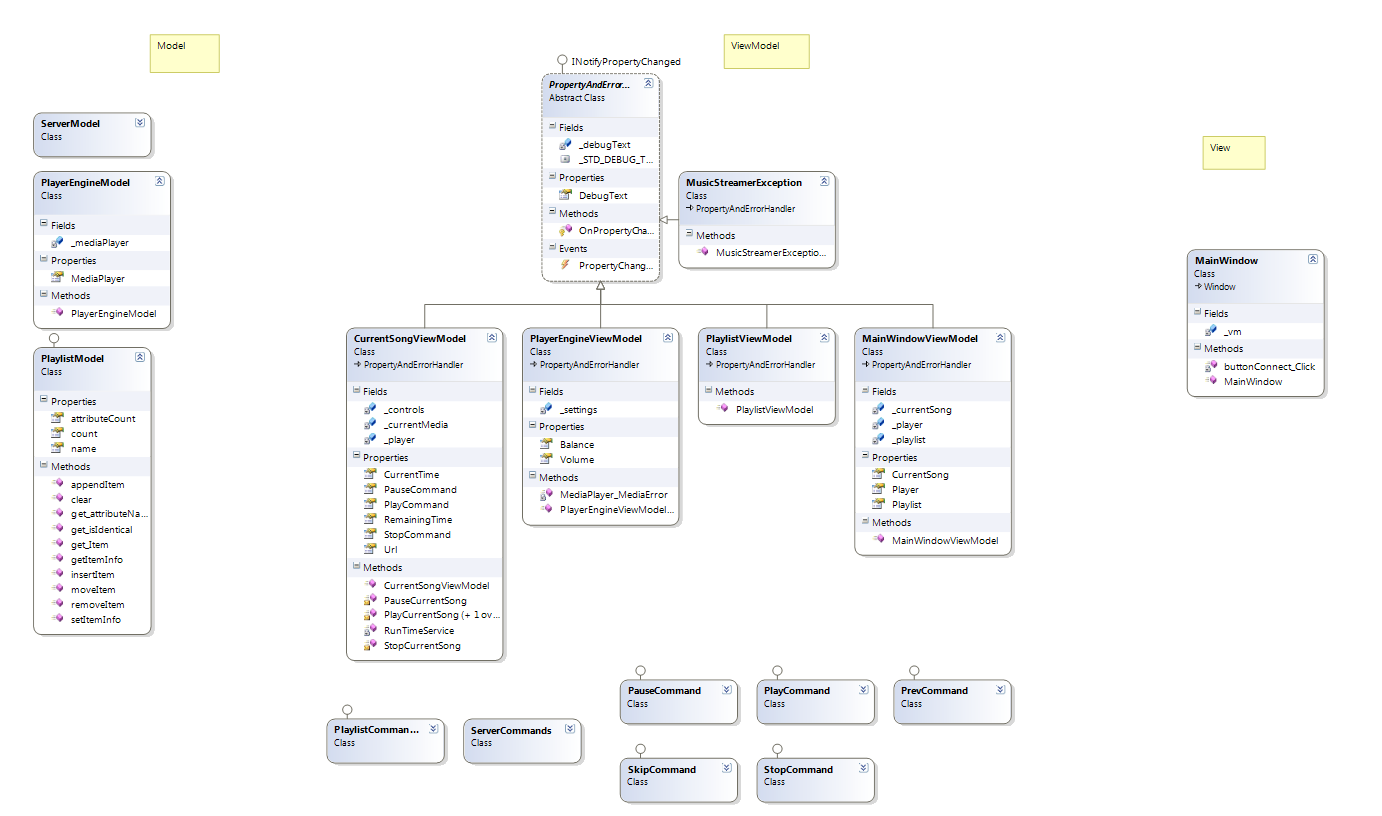 Model
ViewModel
View
ServerModel
Class
PlayerEngineModel
Class
Fields
_mediaPlayer
Properties
MediaPlayer
Methods
PlayerEngineModel
PlaylistModel
Class
Properties
attributeCount
count
name
Methods
appendItem
clear
get_attributeNa...
get_isIdentical
get_Item
getItemInfo
insertItem
moveItem
removeItem
setItemInfo
INotifyPropertyChanged
PropertyAndError...
Abstract Class
Fields
_debugText
_STD_DEBUG_T...
Properties
DebugText
Methods
OnPropertyCha...
Events
PropertyChang...
MusicStreamerException
Class
PropertyAndErrorHandler
Methods
MusicStreamerExceptio...
CurrentSongViewModel
Class
PropertyAndErrorHandler
Fields
_controls
_currentMedia
_player
Properties
CurrentTime
PauseCommand
PlayCommand
RemainingTime
StopCommand
Url
Methods
CurrentSongViewModel
PauseCurrentSong
PlayCurrentSong (+ 1 ov...
RunTimeService
StopCurrentSong
PlayerEngineViewModel
Class
PropertyAndErrorHandler
Fields
_settings
Properties
Balance
Volume
Methods
MediaPlayer_MediaError
PlayerEngineViewModel...
PlaylistViewModel
Class
PropertyAndErrorHandler
Methods
PlaylistViewModel
MainWindowViewModel
Class
PropertyAndErrorHandler
Fields
_currentSong
_player
_playlist
Properties
CurrentSong
Player
Playlist
Methods
MainWindowViewModel
MainWindow
Class
Window
Fields
_vm
Methods
buttonConnect_Click
MainWindow
PauseCommand
Class
PlayCommand
Class
PrevCommand
Class
PlaylistComman...
Class
ServerCommands
Class
SkipCommand
Class
StopCommand
Class